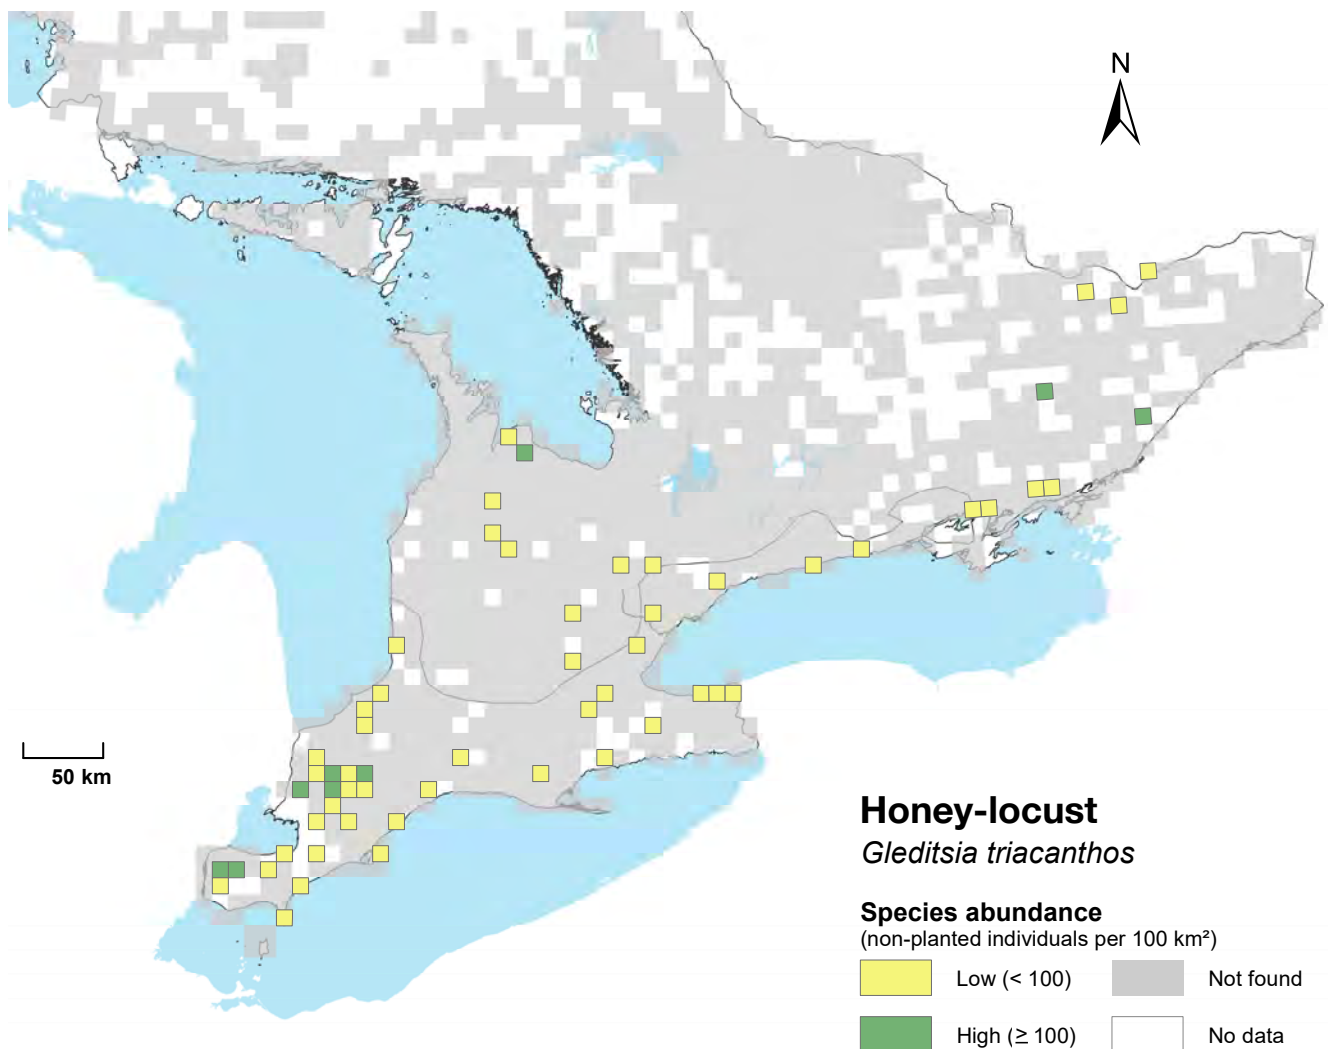 N
50 km
Honey-locust
Gleditsia triacanthos
Species abundance
(non-planted individuals per 100 km²)
Low (< 100)
Not found
High (≥ 100)
No data